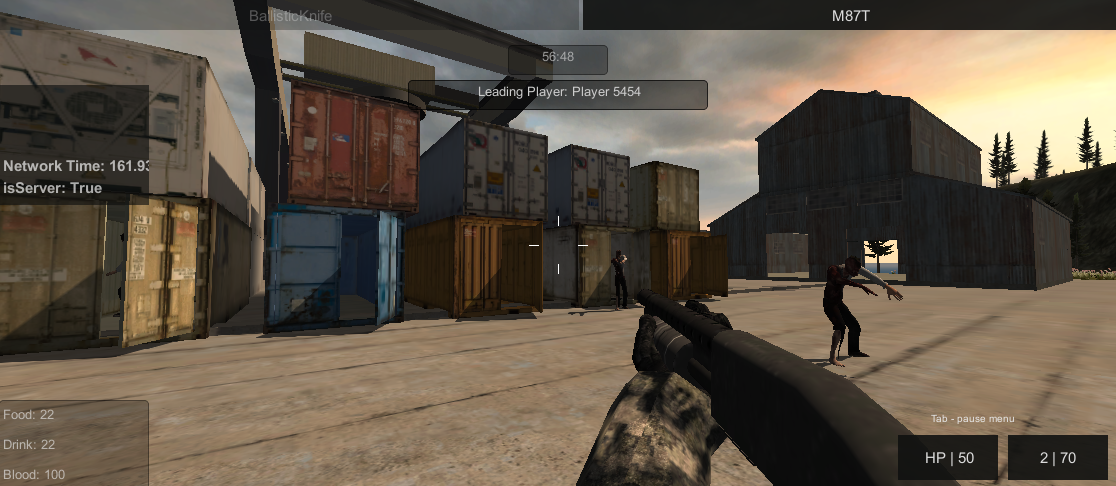 BallisticKnife
M87T
56:48
Leading Player: Player 5454
Network Time: 161.93
isServer: True
Food: 22
Drink: 22
Blood: 100
Tab - pause menu
HP | 50
2 | 70